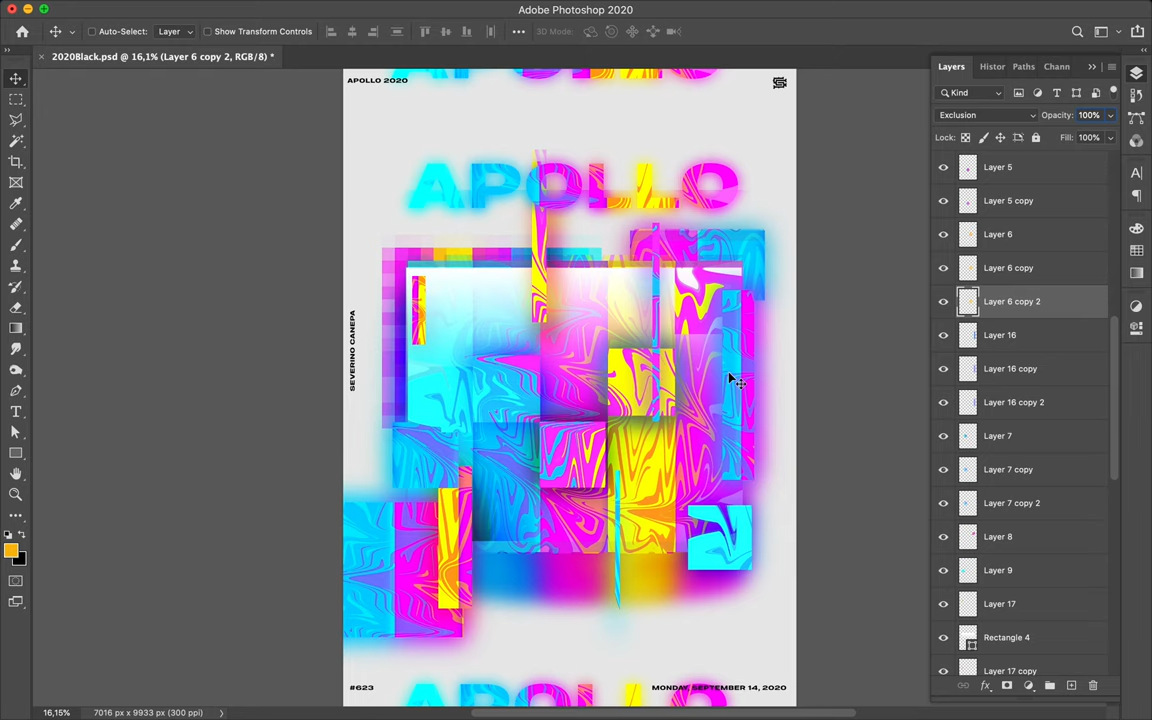 Adobe Photoshop 2020
Auto-Select:
Layer
Show Transform Controls
3D Mode:
2020Black.psd @ 16,1% (Layer 6 copy 2, RGB/8) *
Layers
Histor
Paths
Chann
Kind
Exclusion
Opacity: 100%
Lock:
Fill: 100%
Layer 5
Layer 5 copy
Layer 6
Layer 6 copy
Layer 6 copy 2
Layer 16
Layer 16 copy
Layer 16 copy 2
Layer 7
Layer 7 copy
Layer 7 copy 2
Layer 8
Layer 9
Layer 17
Rectangle 4
Layer 17 copy
APOLLO 2020
APOLLO
SEVERINO CANEPA
#623
MONDAY, SEPTEMBER 14, 2020
APOLLO
16,15%
7016 px x 9933 px (300 ppi)